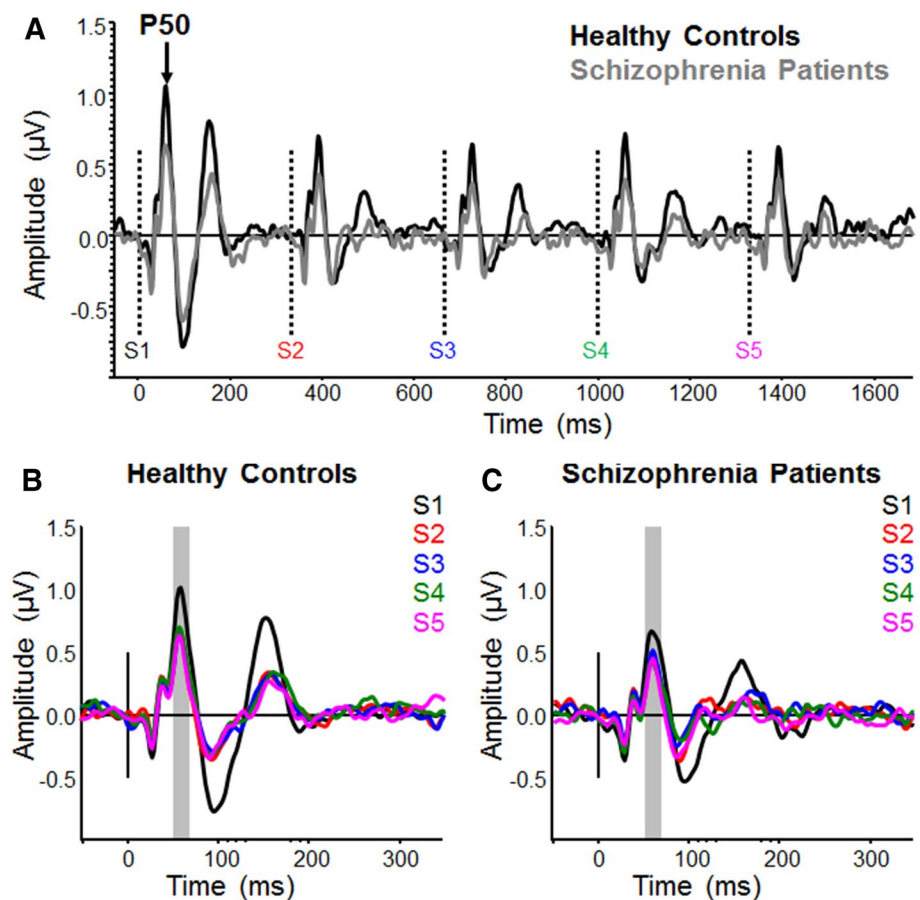 A
P50
Healthy Controls
Schizophrenia Patients
Amplitude (µV)
1.5
1.0
0.5
0.0
-0.5
S1
S2
S3
S4
S5
0 200 400 600 800 1000 1200 1400 1600
Time (ms)
B
Healthy Controls
S1
S2
S3
S4
S5
Amplitude (µV)
1.5
1.0
0.5
0.0
-0.5
0 100 200 300
Time (ms)
C
Schizophrenia Patients
S1
S2
S3
S4
S5
Amplitude (µV)
1.5
1.0
0.5
0.0
-0.5
0 100 200 300
Time (ms)